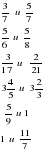 3/7 и 5/7
5/6 и 5/8
3/17 и 2/21
3 4/5 и 3 2/3
5/9 и 1
1 и 11/7